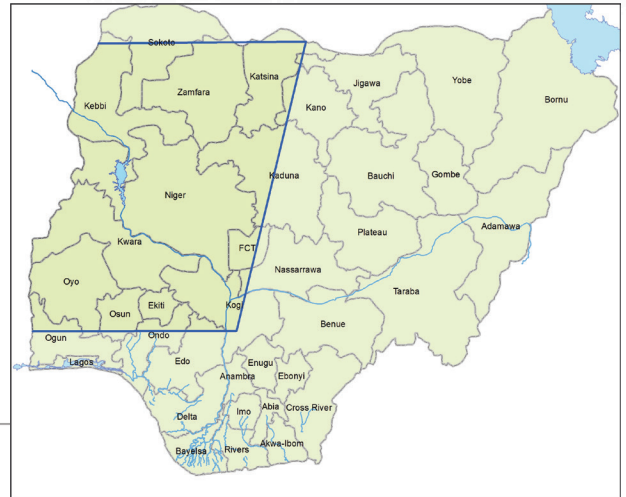 Sokoto
Katsina
Yobe
Jigawa
Zamfara
Bornu
Kebbi
Kano
Kaduna
Bauchi
Gombe
Niger
Adamawa
Plateau
Kwara
FCT
Nassarrawa
Oyo
Taraba
Ekiti
Kogi
Osun
Benue
Ogun
Ondo
Lagos
Edo
Enugu
Anambra
Ebonyi
Delta
Imo
Abia
Cross River
Bayelsa
Rivers
Akwa-Ibom